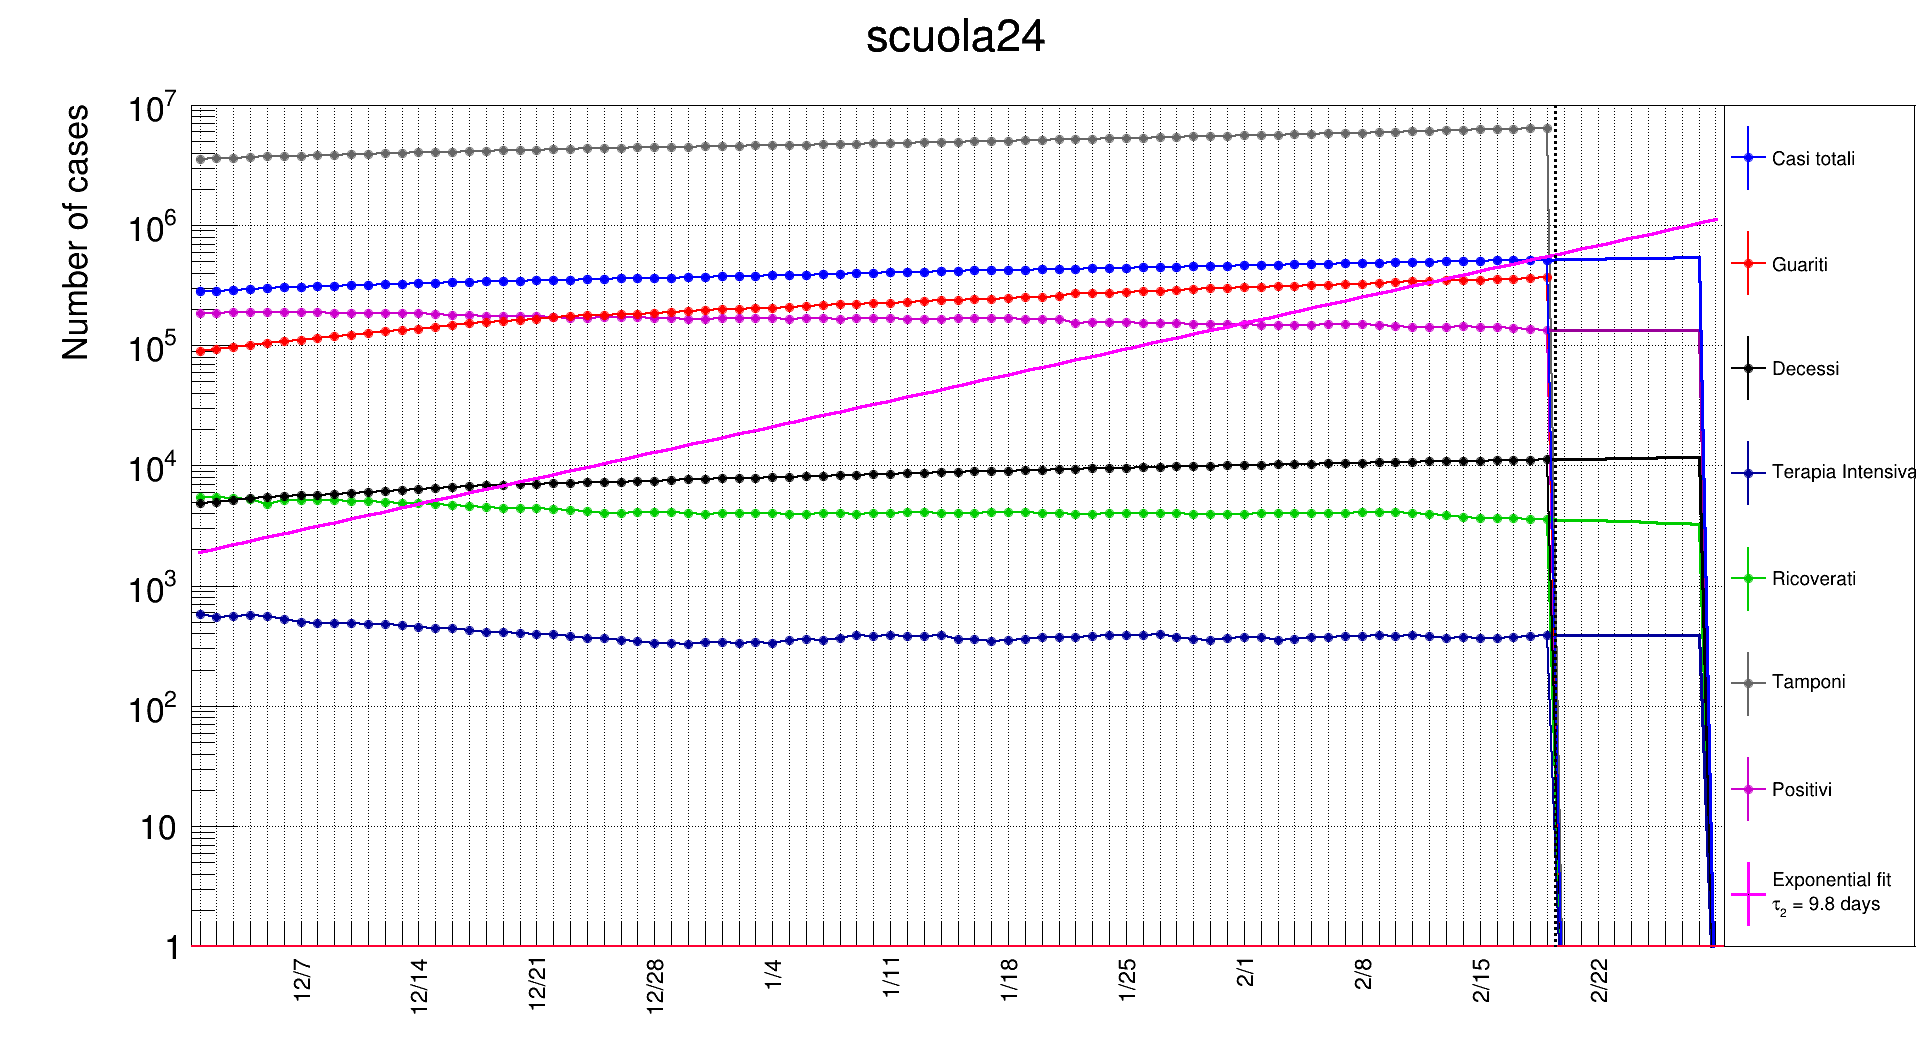 scuola24
Number of cases
10^7
10^6
10^5
10^4
10^3
10^2
10
1
12/7
12/14
12/21
12/28
1/4
1/11
1/18
1/25
2/1
2/8
2/15
2/22
Casi totali
Guariti
Decessi
Terapia Intensiva
Ricoverati
Tamponi
Positivi
Exponential fit
τ_2 = 9.8 days